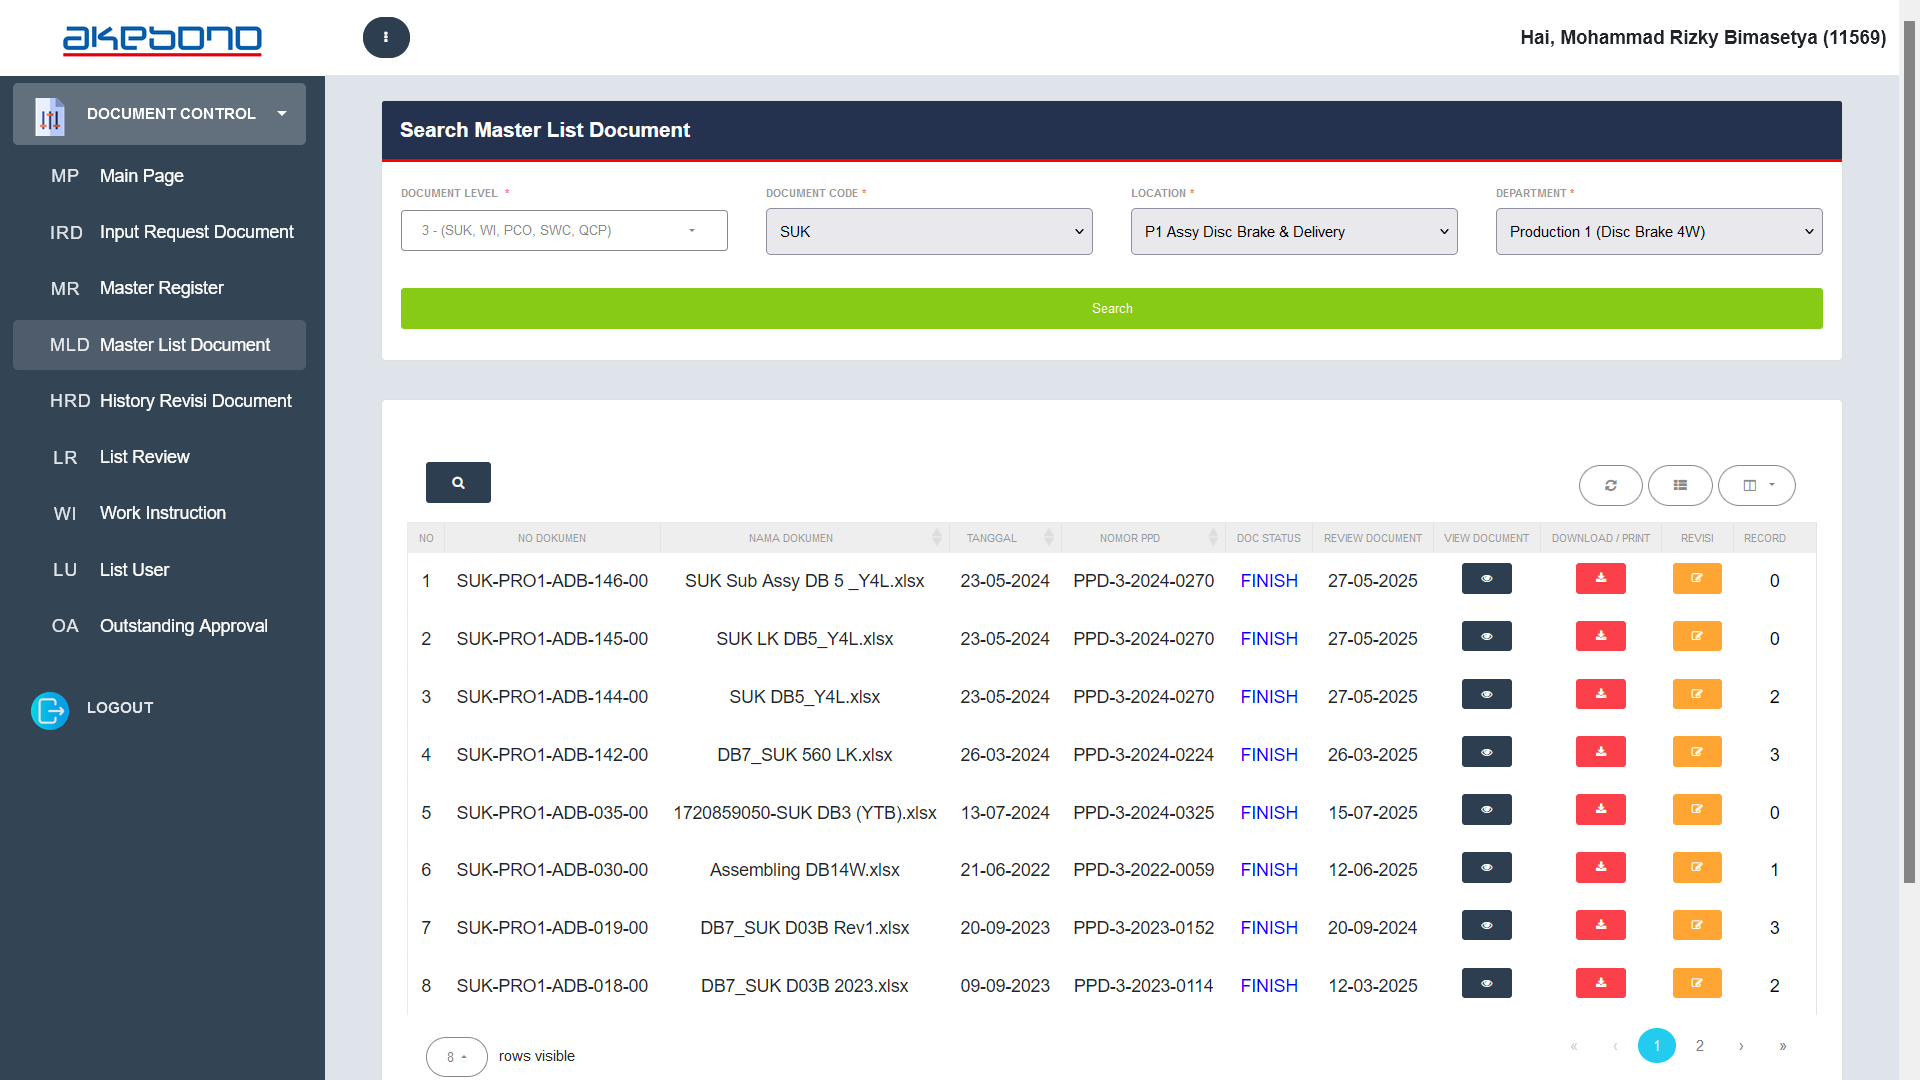 akebono
Hai, Mohammad Rizky Bimasetya (11569)
DOCUMENT CONTROL
MP Main Page
IRD Input Request Document
MR Master Register
MLD Master List Document
HRD History Revisi Document
LR List Review
WI Work Instruction
LU List User
OA Outstanding Approval
LOGOUT
Search Master List Document
DOCUMENT LEVEL * DOCUMENT CODE * LOCATION * DEPARTMENT *
3 - (SUK, WI, PCO, SWC, QCP) SUK P1 Assy Disc Brake & Delivery Production 1 (Disc Brake 4W)
Search
NO NO DOKUMEN NAMA DOKUMEN TANGGAL NOMOR PPD DOC STATUS REVIEW DOCUMENT VIEW DOCUMENT DOWNLOAD / PRINT REVISI RECORD
1 SUK-PRO1-ADB-146-00 SUK Sub Assy DB 5 _Y4L.xlsx 23-05-2024 PPD-3-2024-0270 FINISH 27-05-2025 0
2 SUK-PRO1-ADB-145-00 SUK LK DB5_Y4L.xlsx 23-05-2024 PPD-3-2024-0270 FINISH 27-05-2025 0
3 SUK-PRO1-ADB-144-00 SUK DB5_Y4L.xlsx 23-05-2024 PPD-3-2024-0270 FINISH 27-05-2025 2
4 SUK-PRO1-ADB-142-00 DB7_SUK 560 LK.xlsx 26-03-2024 PPD-3-2024-0224 FINISH 26-03-2025 3
5 SUK-PRO1-ADB-035-00 1720859050-SUK DB3 (YTB).xlsx 13-07-2024 PPD-3-2024-0325 FINISH 15-07-2025 0
6 SUK-PRO1-ADB-030-00 Assembling DB14W.xlsx 21-06-2022 PPD-3-2022-0059 FINISH 12-06-2025 1
7 SUK-PRO1-ADB-019-00 DB7_SUK D03B Rev1.xlsx 20-09-2023 PPD-3-2023-0152 FINISH 20-09-2024 3
8 SUK-PRO1-ADB-018-00 DB7_SUK D03B 2023.xlsx 09-09-2023 PPD-3-2023-0114 FINISH 12-03-2025 2
8 rows visible « ‹ 1 2 › »